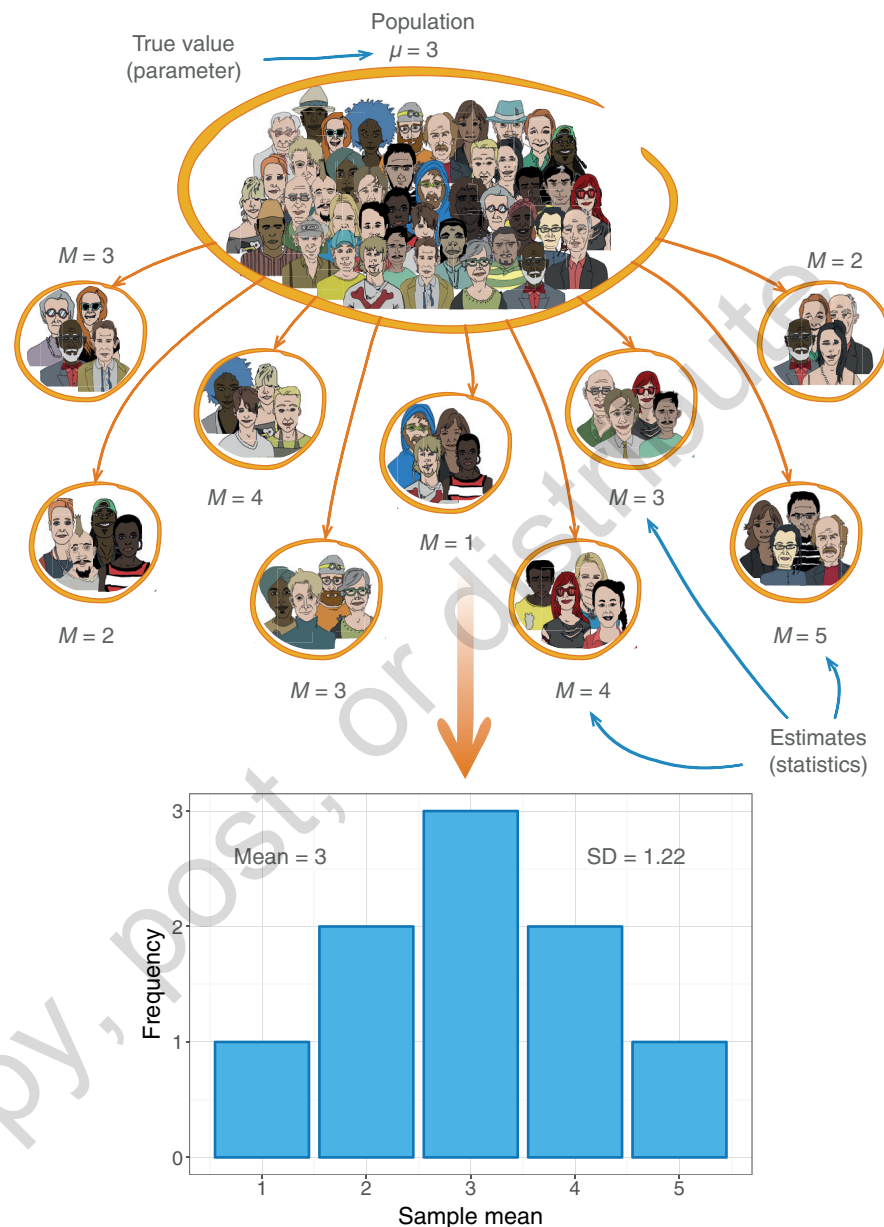 Population
True value
(parameter)
μ = 3
M = 3
M = 2
M = 4
M = 3
M = 1
M = 2
M = 5
M = 3
M = 4
Estimates
(statistics)
3
Mean = 3
SD = 1.22
2
Frequency
1
0
1
2
3
4
5
Sample mean
py, post, or distribute